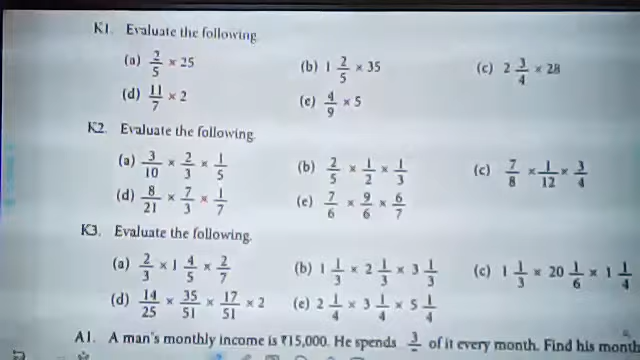 K1. Evaluate the following
(a) 2/5 × 25 (b) 1 2/5 × 35 (c) 2 3/4 × 28
(d) 11/7 × 2 (e) 4/9 × 5
K2. Evaluate the following.
(a) 3/10 × 2/3 × 1/5 (b) 2/5 × 1/2 × 1/3 (c) 7/8 × 1/12 × 3/4
(d) 8/21 × 7/3 × 1/7 (e) 7/6 × 9/6 × 6/7
K3. Evaluate the following.
(a) 2/3 × 1 4/5 × 2/7 (b) 1 1/3 × 2 1/3 × 3 1/3 (c) 1 1/3 × 20 1/6 × 1 1/4
(d) 14/25 × 35/51 × 17/51 × 2 (e) 2 1/4 × 3 1/4 × 5 1/4
A1. A man's monthly income is ₹15,000. He spends of it every month. Find his month